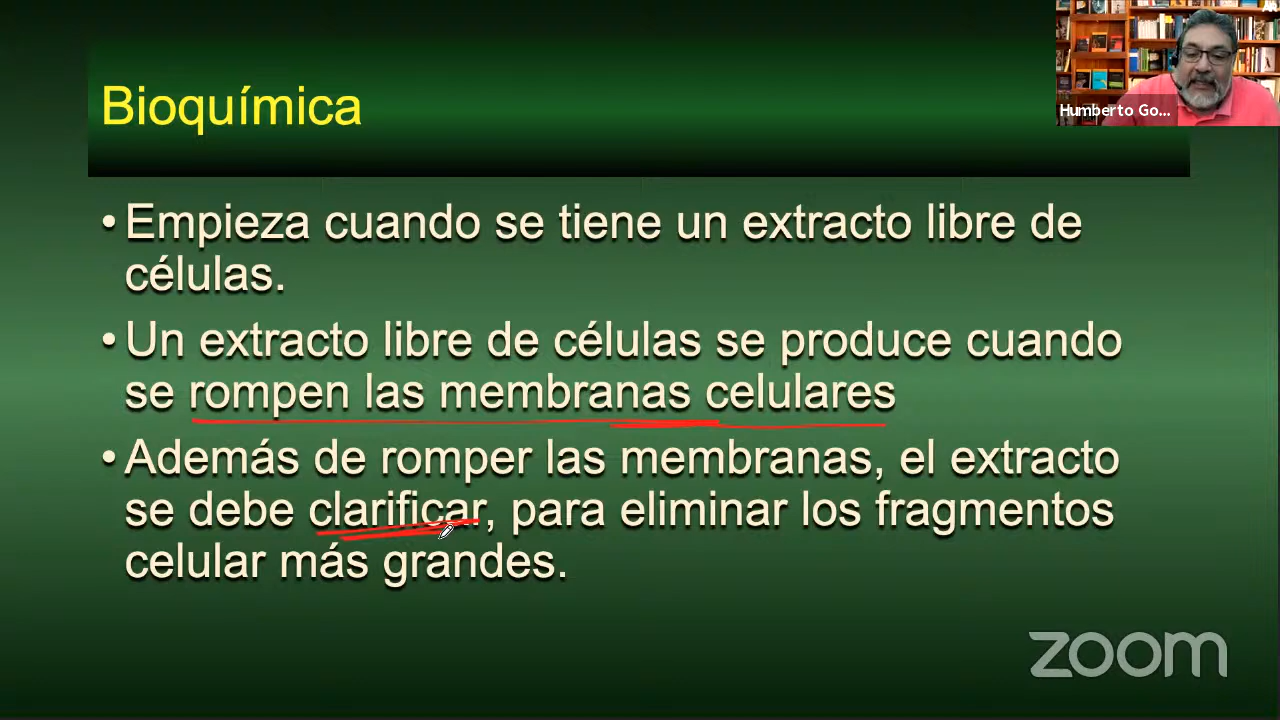 Bioquímica
Humberto Go...
• Empieza cuando se tiene un extracto libre de
células.
• Un extracto libre de células se produce cuando
se rompen las membranas celulares
• Además de romper las membranas, el extracto
se debe clarificar, para eliminar los fragmentos
celular más grandes.
zoom